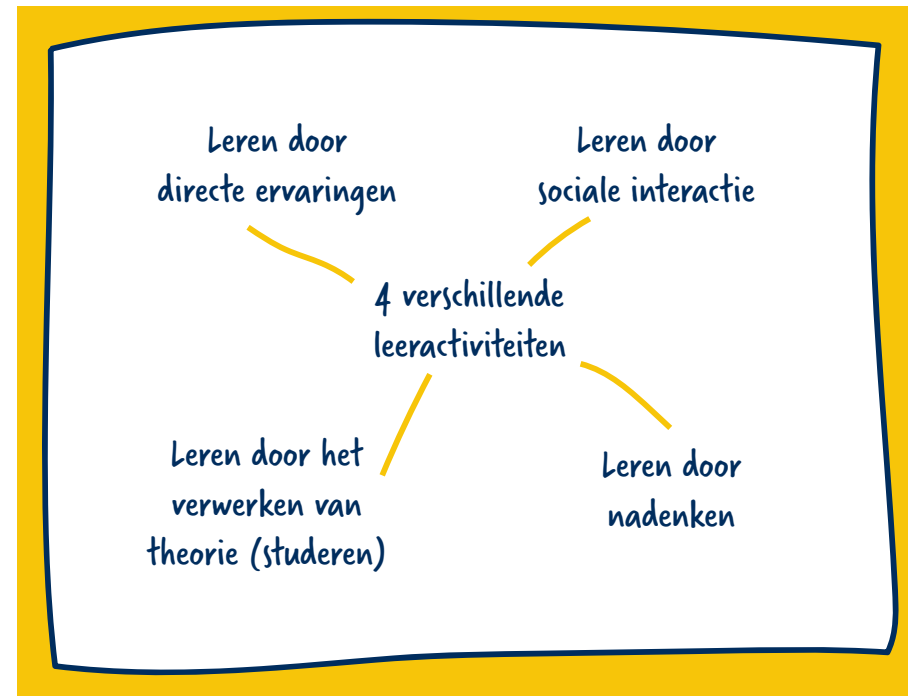 Leren door
directe ervaringen
Leren door
sociale interactie
4 verschillende
leeractiviteiten
Leren door het
verwerken van
theorie (studeren)
Leren door
nadenken